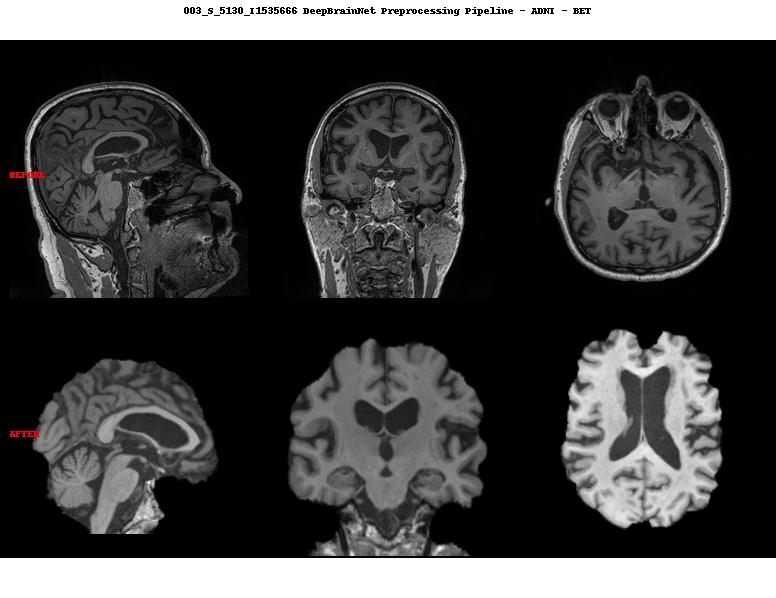 003_S_5130_I1535666 DeepBrainNet Preprocessing Pipeline - ADNI - BET
BEFORE
AFTER